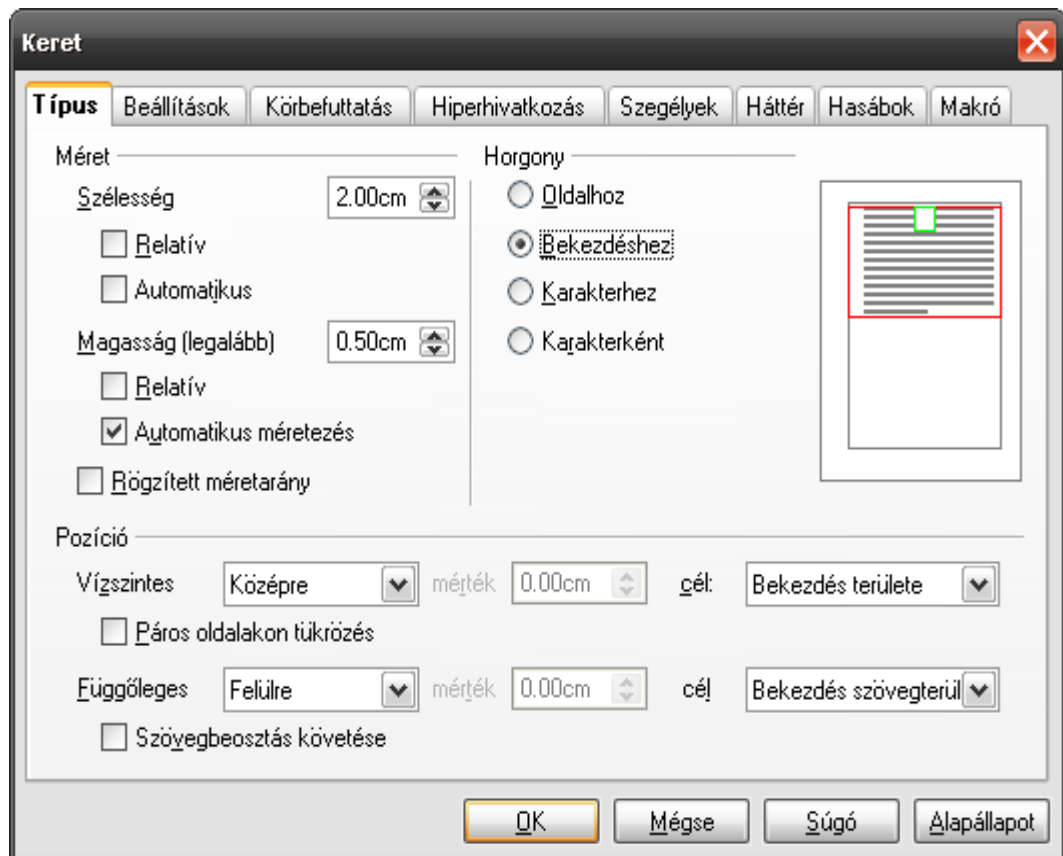 Keret
Típus Beállítások Körbefuttatás Hiperhivatkozás Szegélyek Háttér Hasábok Makró
Méret
Szélesség 2.00cm
Relatív
Automatikus
Magasság (legalább) 0.50cm
Relatív
Automatikus méretezés
Rögzített méretarány
Horgony
Oldalhoz
Bekezdéshez
Karakterhez
Karakterként
Pozíció
Vízszintes Középre mérték 0.00cm cél: Bekezdés területe
Páros oldalakon tükrözés
Függőleges Felülre mérték 0.00cm cél Bekezdés szövegterül
Szövegbeosztás követése
OK Mégse Súgó Alapállapot